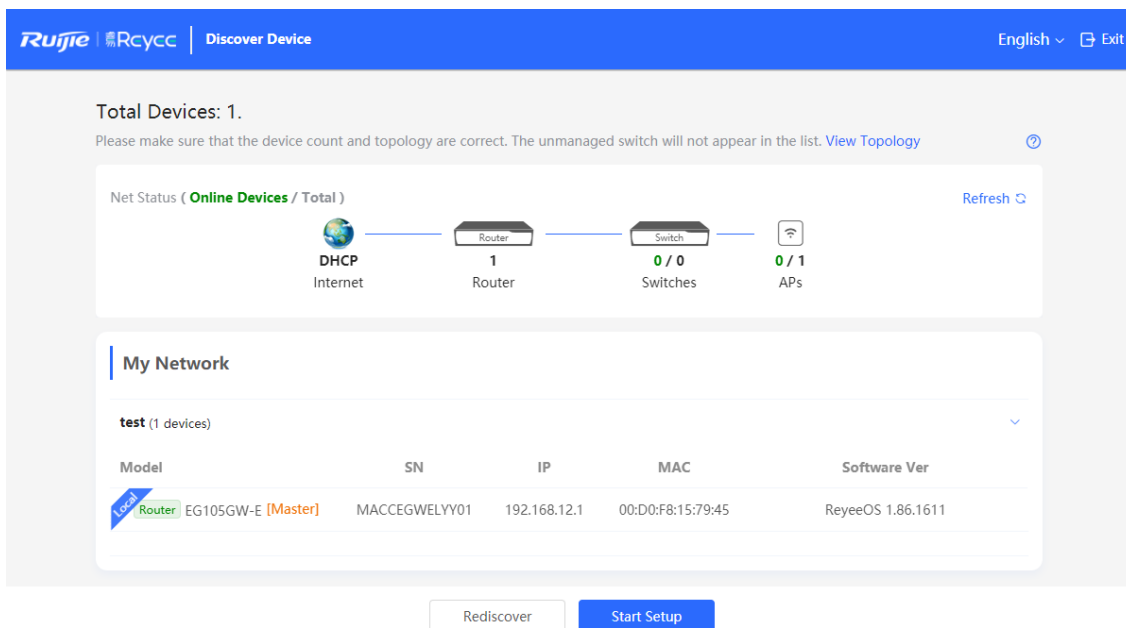 Ruijie Rcycc Discover Device English Exit
Total Devices: 1.
Please make sure that the device count and topology are correct. The unmanaged switch will not appear in the list. View Topology
Net Status ( Online Devices / Total ) Refresh
Router Switch
DHCP 1 0 / 0 0 / 1
Internet Router Switches APs
My Network
test (1 devices)
Model SN IP MAC Software Ver
Local Router EG105GW-E [Master] MACCEGWELYY01 192.168.12.1 00:D0:F8:15:79:45 ReyeeOS 1.86.1611
Rediscover Start Setup